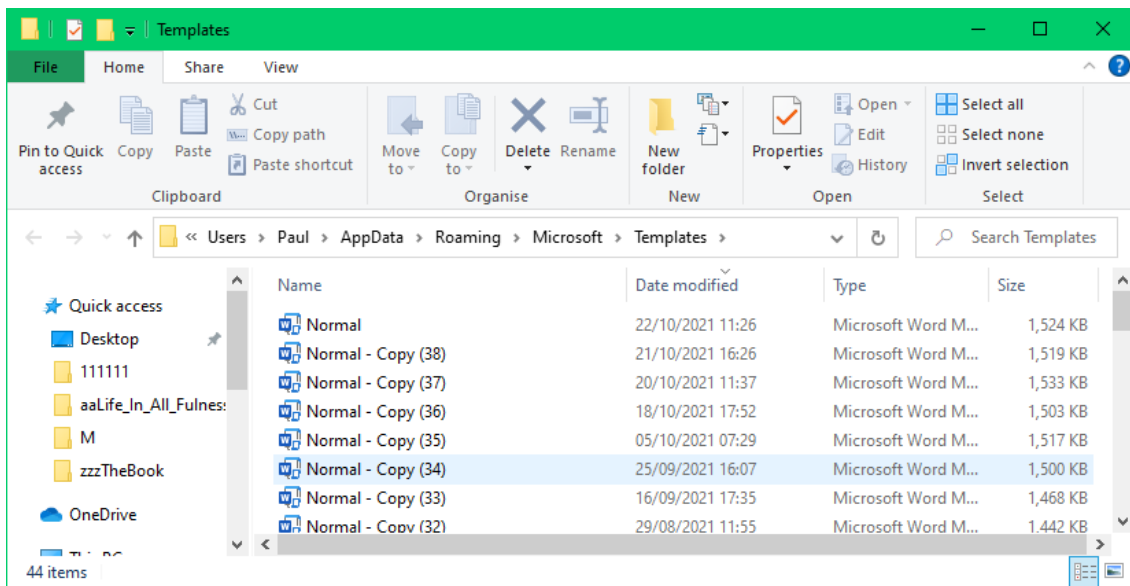 Templates
File Home Share View
Pin to Quick access
Copy
Paste
Cut
Copy path
Paste shortcut
Clipboard
Move to
Copy to
Delete
Rename
Organise
New folder
New
Properties
Open
Edit
History
Open
Select all
Select none
Invert selection
Select
« Users > Paul > AppData > Roaming > Microsoft > Templates >
Search Templates
Quick access
Desktop
111111
aaLife_In_All_Fulnes
M
zzzTheBook
OneDrive
Name Date modified Type Size
Normal 22/10/2021 11:26 Microsoft Word M... 1,524 KB
Normal - Copy (38) 21/10/2021 16:26 Microsoft Word M... 1,519 KB
Normal - Copy (37) 20/10/2021 11:37 Microsoft Word M... 1,533 KB
Normal - Copy (36) 18/10/2021 17:52 Microsoft Word M... 1,503 KB
Normal - Copy (35) 05/10/2021 07:29 Microsoft Word M... 1,517 KB
Normal - Copy (34) 25/09/2021 16:07 Microsoft Word M... 1,500 KB
Normal - Copy (33) 16/09/2021 17:35 Microsoft Word M... 1,468 KB
Normal - Copy (32) 29/08/2021 11:55 Microsoft Word M... 1,442 KB
44 items